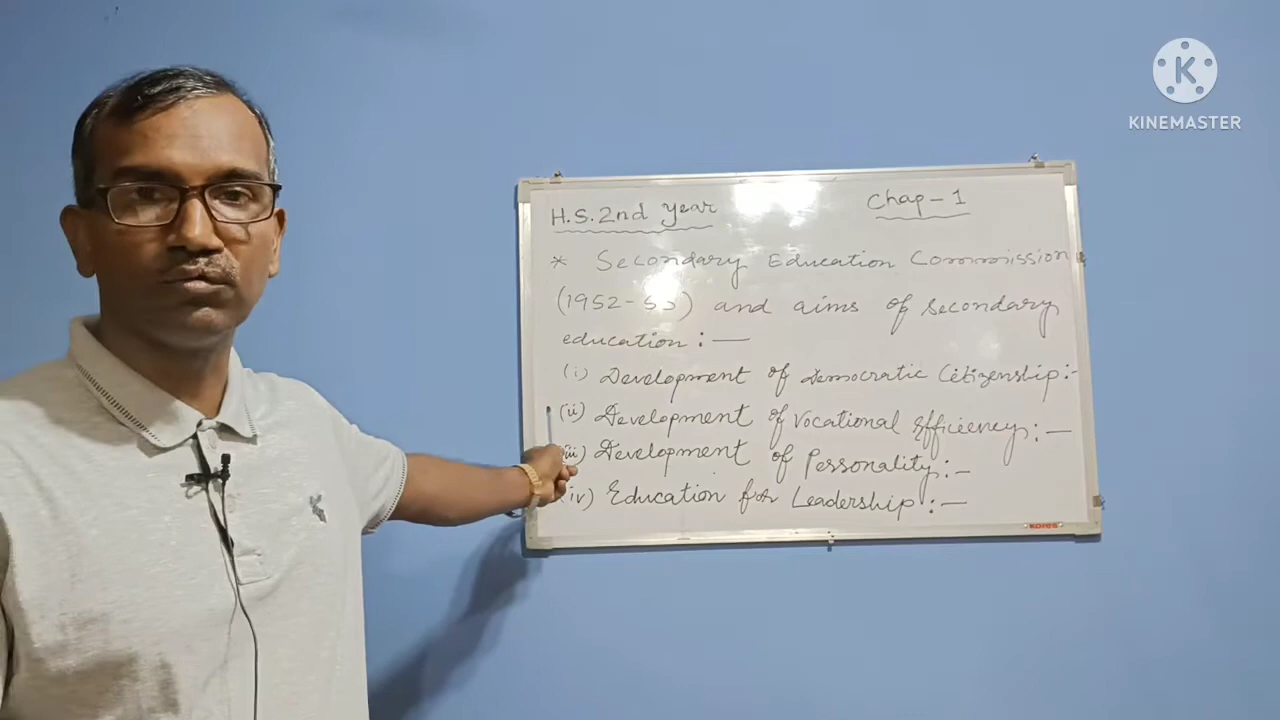 H.S. 2nd Year
Chap - 1
* Secondary Education Commission
(1952-53) and aims of secondary
education : —
(i) Development of Democratic Citizenship:-
(ii) Development of Vocational Efficiency: —
(iii) Development of Personality: —
(iv) Education for Leadership: —
kores
K
KINEMASTER